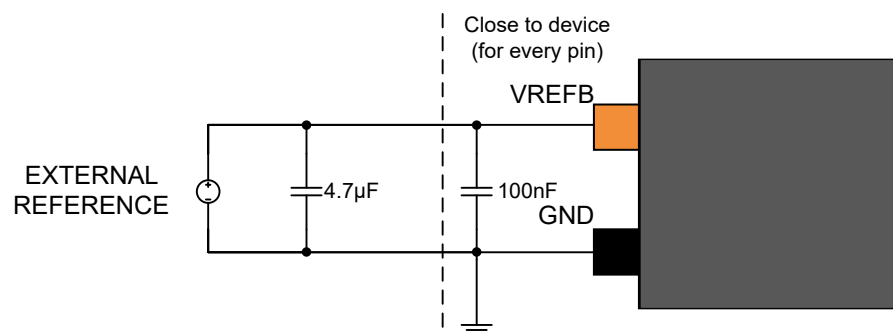 Close to device
(for every pin)
VREFB
EXTERNAL
REFERENCE
4.7µF
100nF
GND